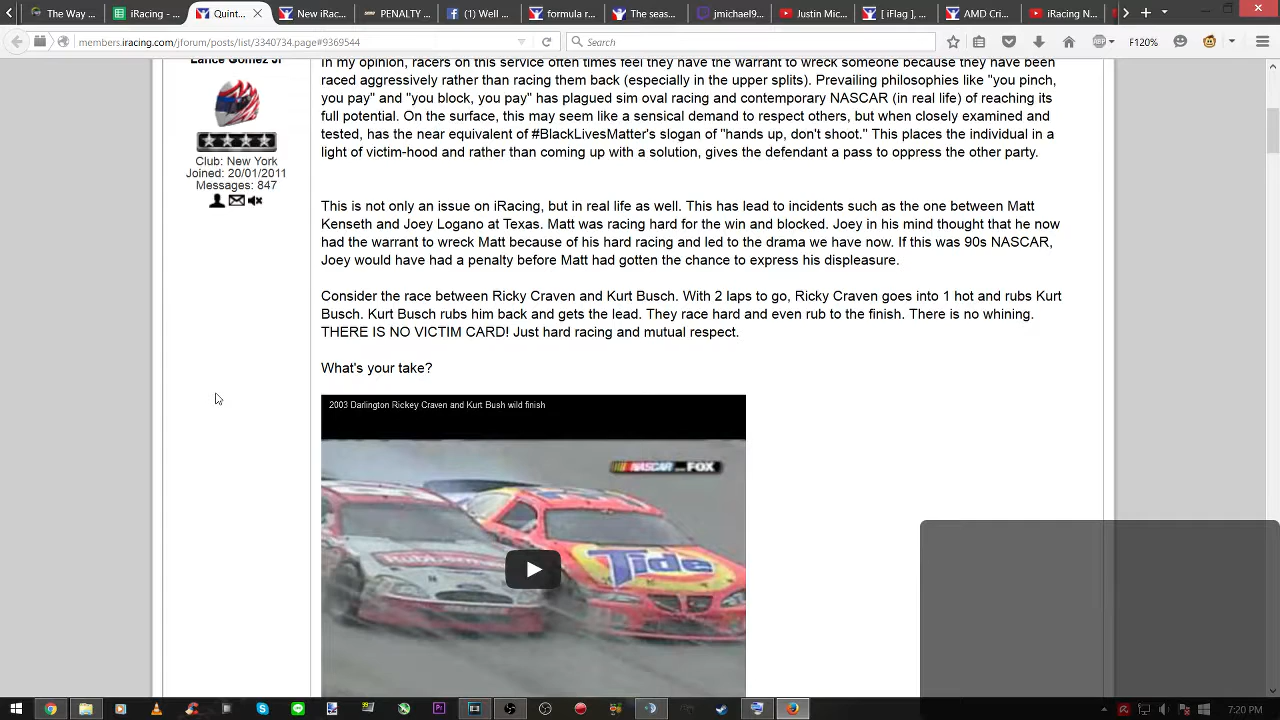 The Way
iRacing -
Quint...
New iRac...
PENALTY ...
(1) Well ...
formula r...
The seas...
jmichael9...
Justin Mic...
[ iFlag ], ...
AMD Cri...
iRacing N...
members.iracing.com/jforum/posts/list/3340734.page#9369544
Search
ABP
F120%
Lance Gomez Jr
Club: New York
Joined: 20/01/2011
Messages: 847
In my opinion, racers on this service often times feel they have the warrant to wreck someone because they have been
raced aggressively rather than racing them back (especially in the upper splits). Prevailing philosophies like "you pinch,
you pay" and "you block, you pay" has plagued sim oval racing and contemporary NASCAR (in real life) of reaching its
full potential. On the surface, this may seem like a sensical demand to respect others, but when closely examined and
tested, has the near equivalent of #BlackLivesMatter's slogan of "hands up, don't shoot." This places the individual in a
light of victim-hood and rather than coming up with a solution, gives the defendant a pass to oppress the other party.
This is not only an issue on iRacing, but in real life as well. This has lead to incidents such as the one between Matt
Kenseth and Joey Logano at Texas. Matt was racing hard for the win and blocked. Joey in his mind thought that he now
had the warrant to wreck Matt because of his hard racing and led to the drama we have now. If this was 90s NASCAR,
Joey would have had a penalty before Matt had gotten the chance to express his displeasure.
Consider the race between Ricky Craven and Kurt Busch. With 2 laps to go, Ricky Craven goes into 1 hot and rubs Kurt
Busch. Kurt Busch rubs him back and gets the lead. They race hard and even rub to the finish. There is no whining.
THERE IS NO VICTIM CARD! Just hard racing and mutual respect.
What's your take?
2003 Darlington Rickey Craven and Kurt Bush wild finish
NASCAR on FOX
Tide
7:20 PM